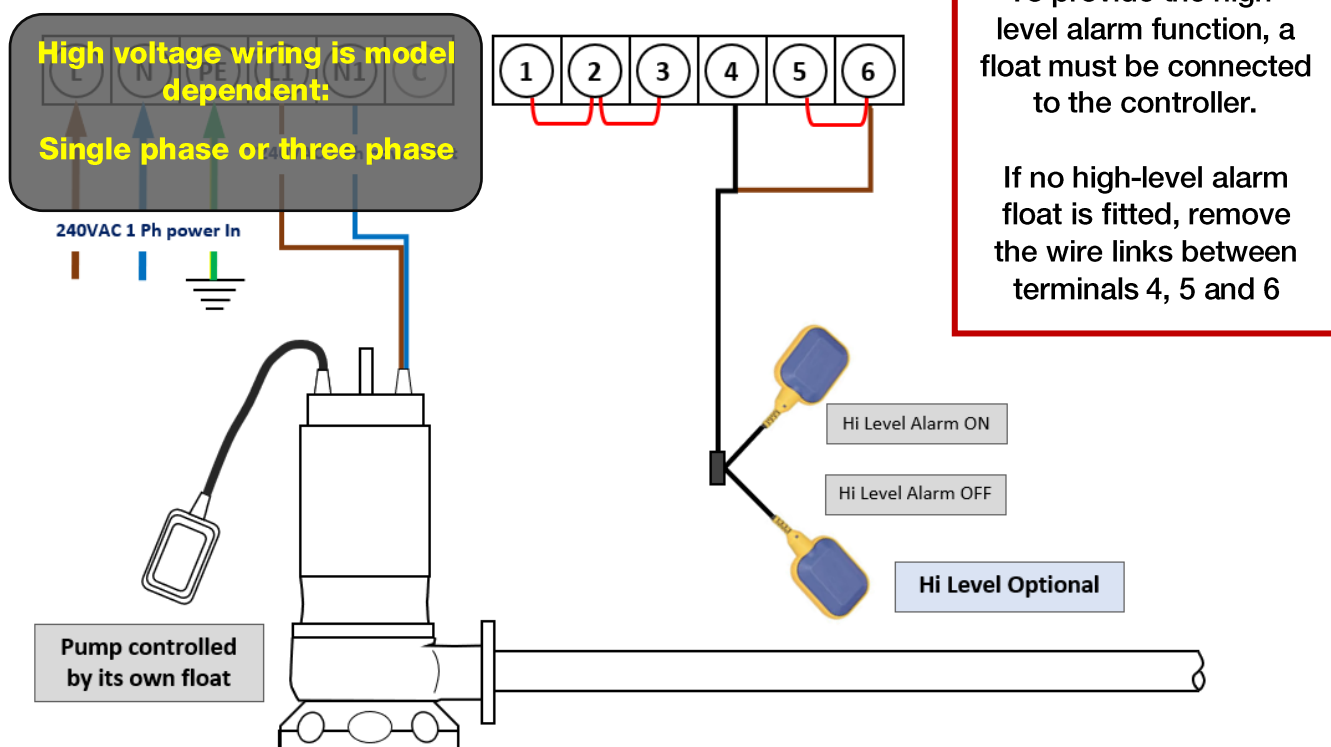 High voltage wiring is model
dependent:
Single phase or three phase
L N PE L1 N1 C
240VAC 1 Ph power In
1 2 3 4 5 6
level alarm function, a
float must be connected
to the controller.
If no high-level alarm
float is fitted, remove
the wire links between
terminals 4, 5 and 6
Hi Level Alarm ON
Hi Level Alarm OFF
Hi Level Optional
Pump controlled
by its own float